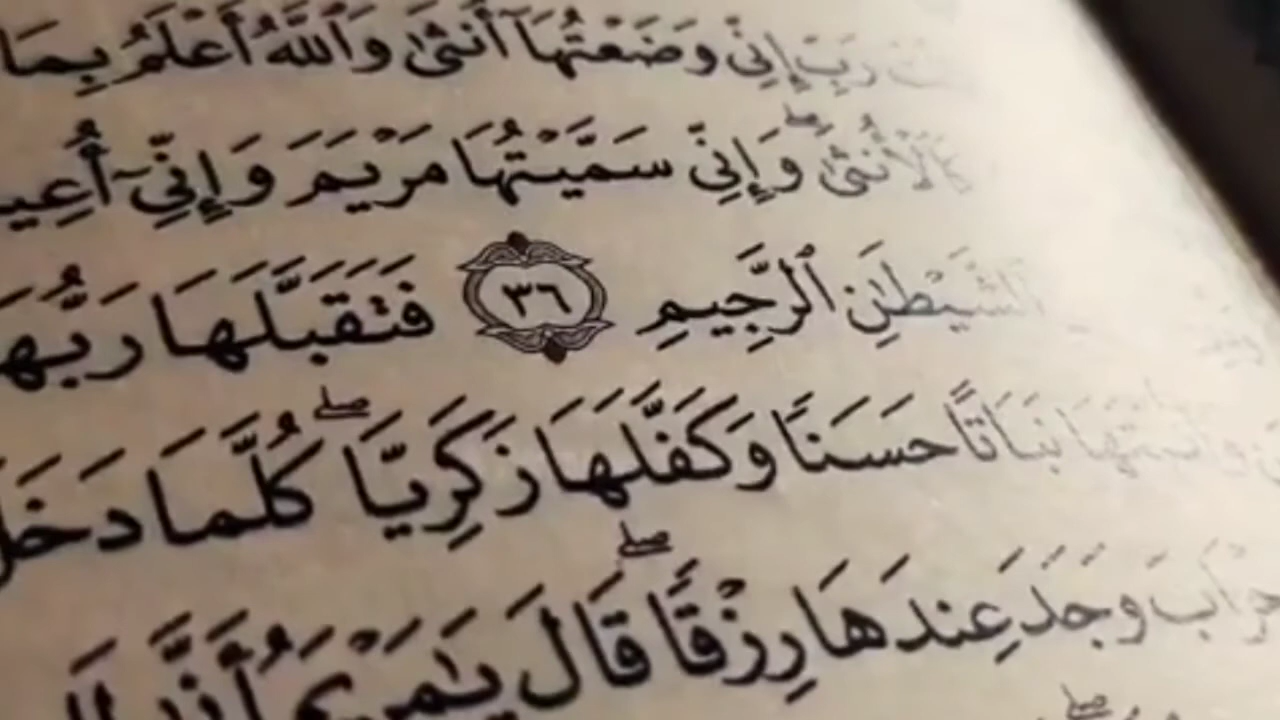 رَبِّ إِنِّى وَضَعْتُهَآ أُنثَىٰ وَٱللَّهُ أَعْلَمُ بِمَا
كَٱلْأُنثَىٰ ۖ وَإِنِّى سَمَّيْتُهَا مَرْيَمَ وَإِنِّىٓ
ٱلشَّيْطَـٰنِ ٱلرَّجِيمِ ٣٦ فَتَقَبَّلَهَا رَبُّهَا
وَأَنۢبَتَهَا نَبَاتًا حَسَنًا وَكَفَّلَهَا زَكَرِيَّا ۖ كُلَّمَا دَخَلَ
وَجَدَ عِندَهَا رِزْقًا ۖ قَالَ يَـٰمَرْيَمُ أَنَّىٰ